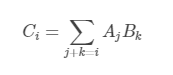 $C_i = \sum_{j+k=i} A_j B_k$